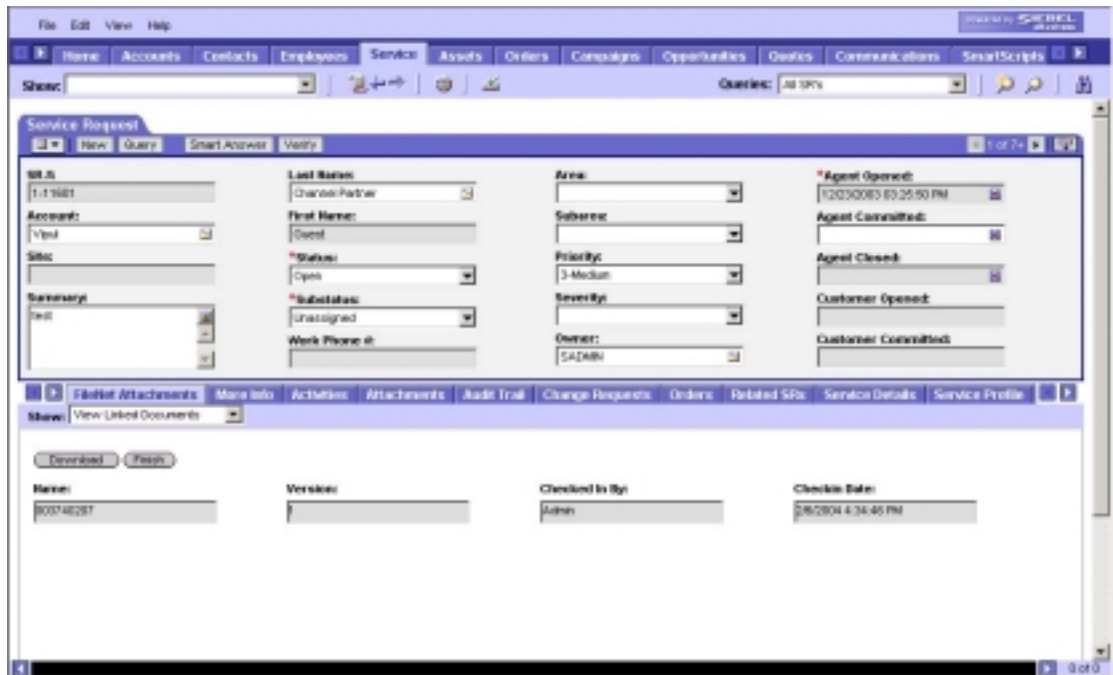 File Edit View Help
SIEBEL
Home Accounts Contacts Employees Service Assets Orders Campaigns Opportunities Quotes Communications SmartScripts
Show: Queries: All SR's
Service Request
New Query Smart Answer Verify 1 of 7+
SR #: Last Name: Area: *Agent Opened:
1-11601 Channel Partner 12/23/2003 03:25:50 PM
Account: First Name: Subarea: Agent Committed:
Vipul Guest
Site: *Status: Priority: Agent Closed:
Open 3-Medium
Summary: *Substatus: Severity: Customer Opened:
test Unassigned
Work Phone #: Owner: Customer Committed:
SADMIN
FileNet Attachments More Info Activities Attachments Audit Trail Change Requests Orders Related SRs Service Details Service Profile
Show: View Linked Documents
Download Finish
Name: Version: Checked In By: Checkin Date:
003740207 1 Admin 2/6/2004 4:34:46 PM
0 of 0